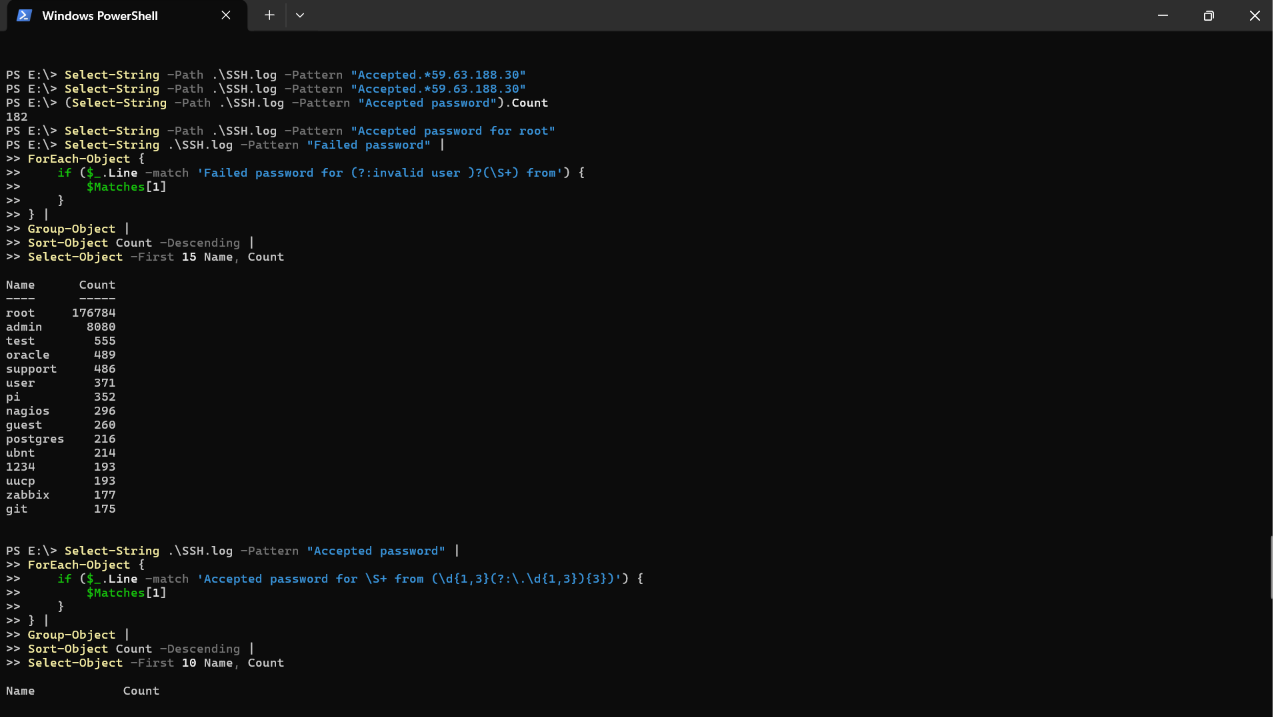 Windows PowerShell
PS E:\> Select-String -Path .\SSH.log -Pattern "Accepted.*59.63.188.30"
PS E:\> Select-String -Path .\SSH.log -Pattern "Accepted.*59.63.188.30"
PS E:\> (Select-String -Path .\SSH.log -Pattern "Accepted password").Count
182
PS E:\> Select-String -Path .\SSH.log -Pattern "Accepted password for root"
PS E:\> Select-String .\SSH.log -Pattern "Failed password" |
>> ForEach-Object {
>>     if ($_.Line -match 'Failed password for (?:invalid user )?(\S+) from') {
>>         $Matches[1]
>>     }
>> } |
>> Group-Object |
>> Sort-Object Count -Descending |
>> Select-Object -First 15 Name, Count
Name      Count
----      -----
root     176784
admin      8080
test        555
oracle      489
support     486
user        371
pi          352
nagios      296
guest       260
postgres    216
ubnt        214
1234        193
uucp        193
zabbix      177
git         175
PS E:\> Select-String .\SSH.log -Pattern "Accepted password" |
>> ForEach-Object {
>>     if ($_.Line -match 'Accepted password for \S+ from (\d{1,3}(?:\.\d{1,3}){3})') {
>>         $Matches[1]
>>     }
>> } |
>> Group-Object |
>> Sort-Object Count -Descending |
>> Select-Object -First 10 Name, Count
Name            Count